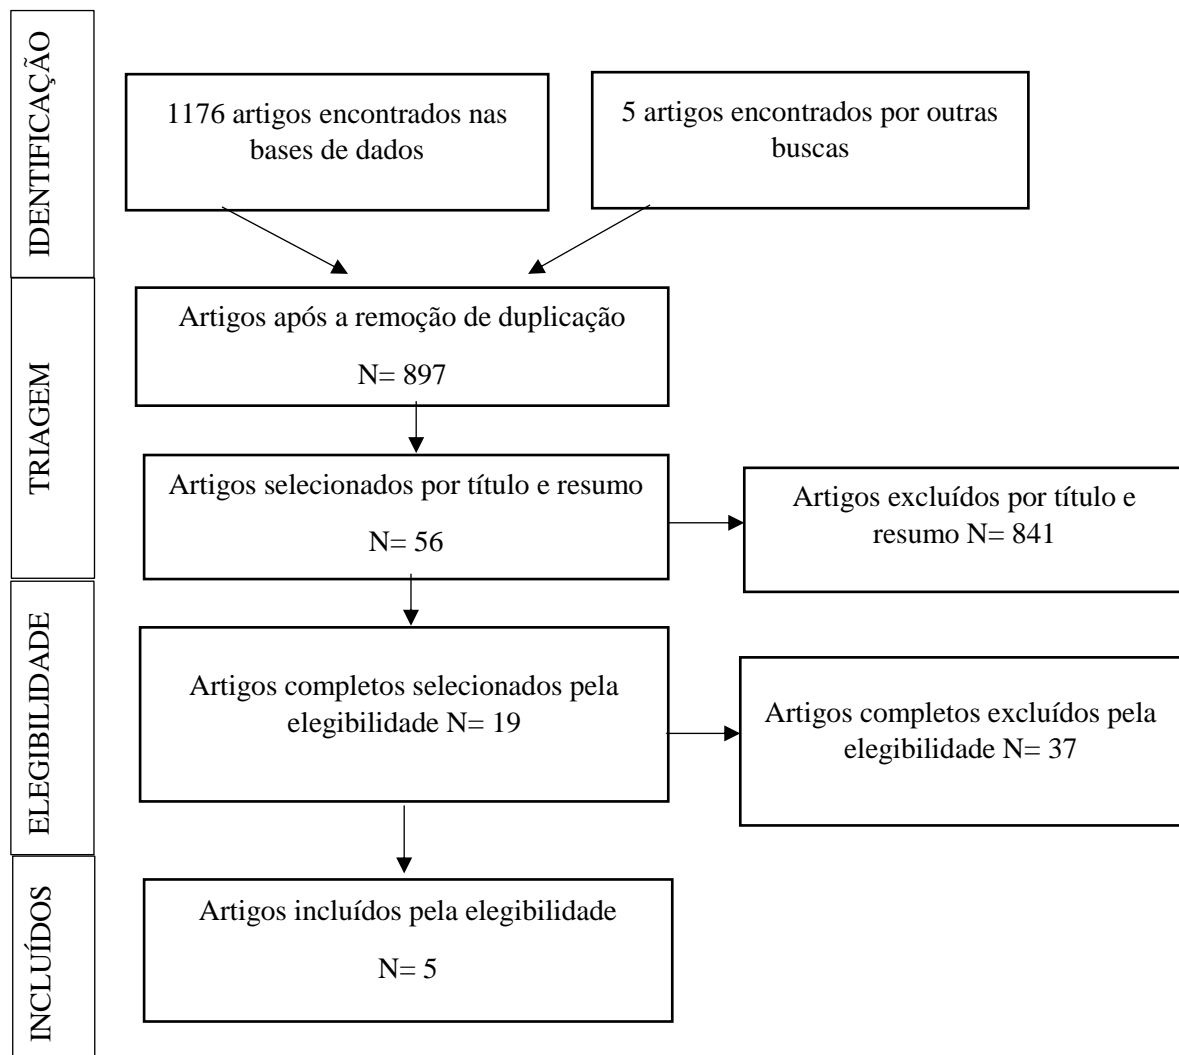 IDENTIFICAÇÃO
1176 artigos encontrados nas
bases de dados
5 artigos encontrados por outras
buscas
TRIAGEM
Artigos após a remoção de duplicação
N= 897
Artigos selecionados por título e resumo
N= 56
Artigos excluídos por título e
resumo N= 841
ELEGIBILIDADE
Artigos completos selecionados pela
elegibilidade N= 19
Artigos completos excluídos pela
elegibilidade N= 37
INCLUÍDOS
Artigos incluídos pela elegibilidade
N= 5